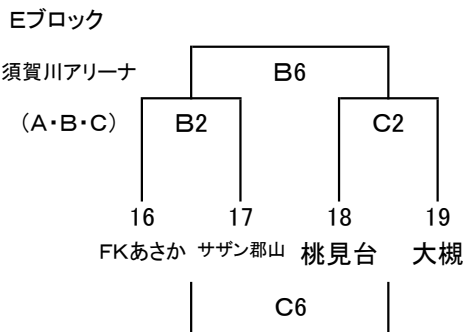 Eブロック
須賀川アリーナ
B6
（A・B・C）
B2
C2
16
17
18
19
FKあさか
サザン郡山
桃見台
大槻
C6